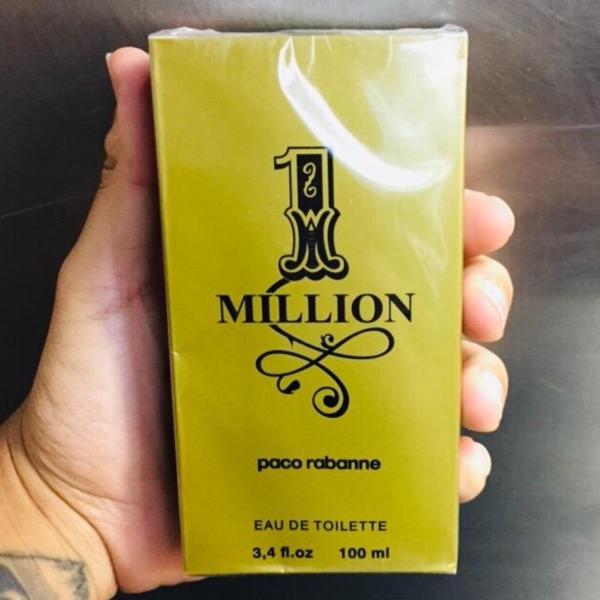 1
MILLION
paco rabanne
EAU DE TOILETTE
3,4 fl.oz 100 ml